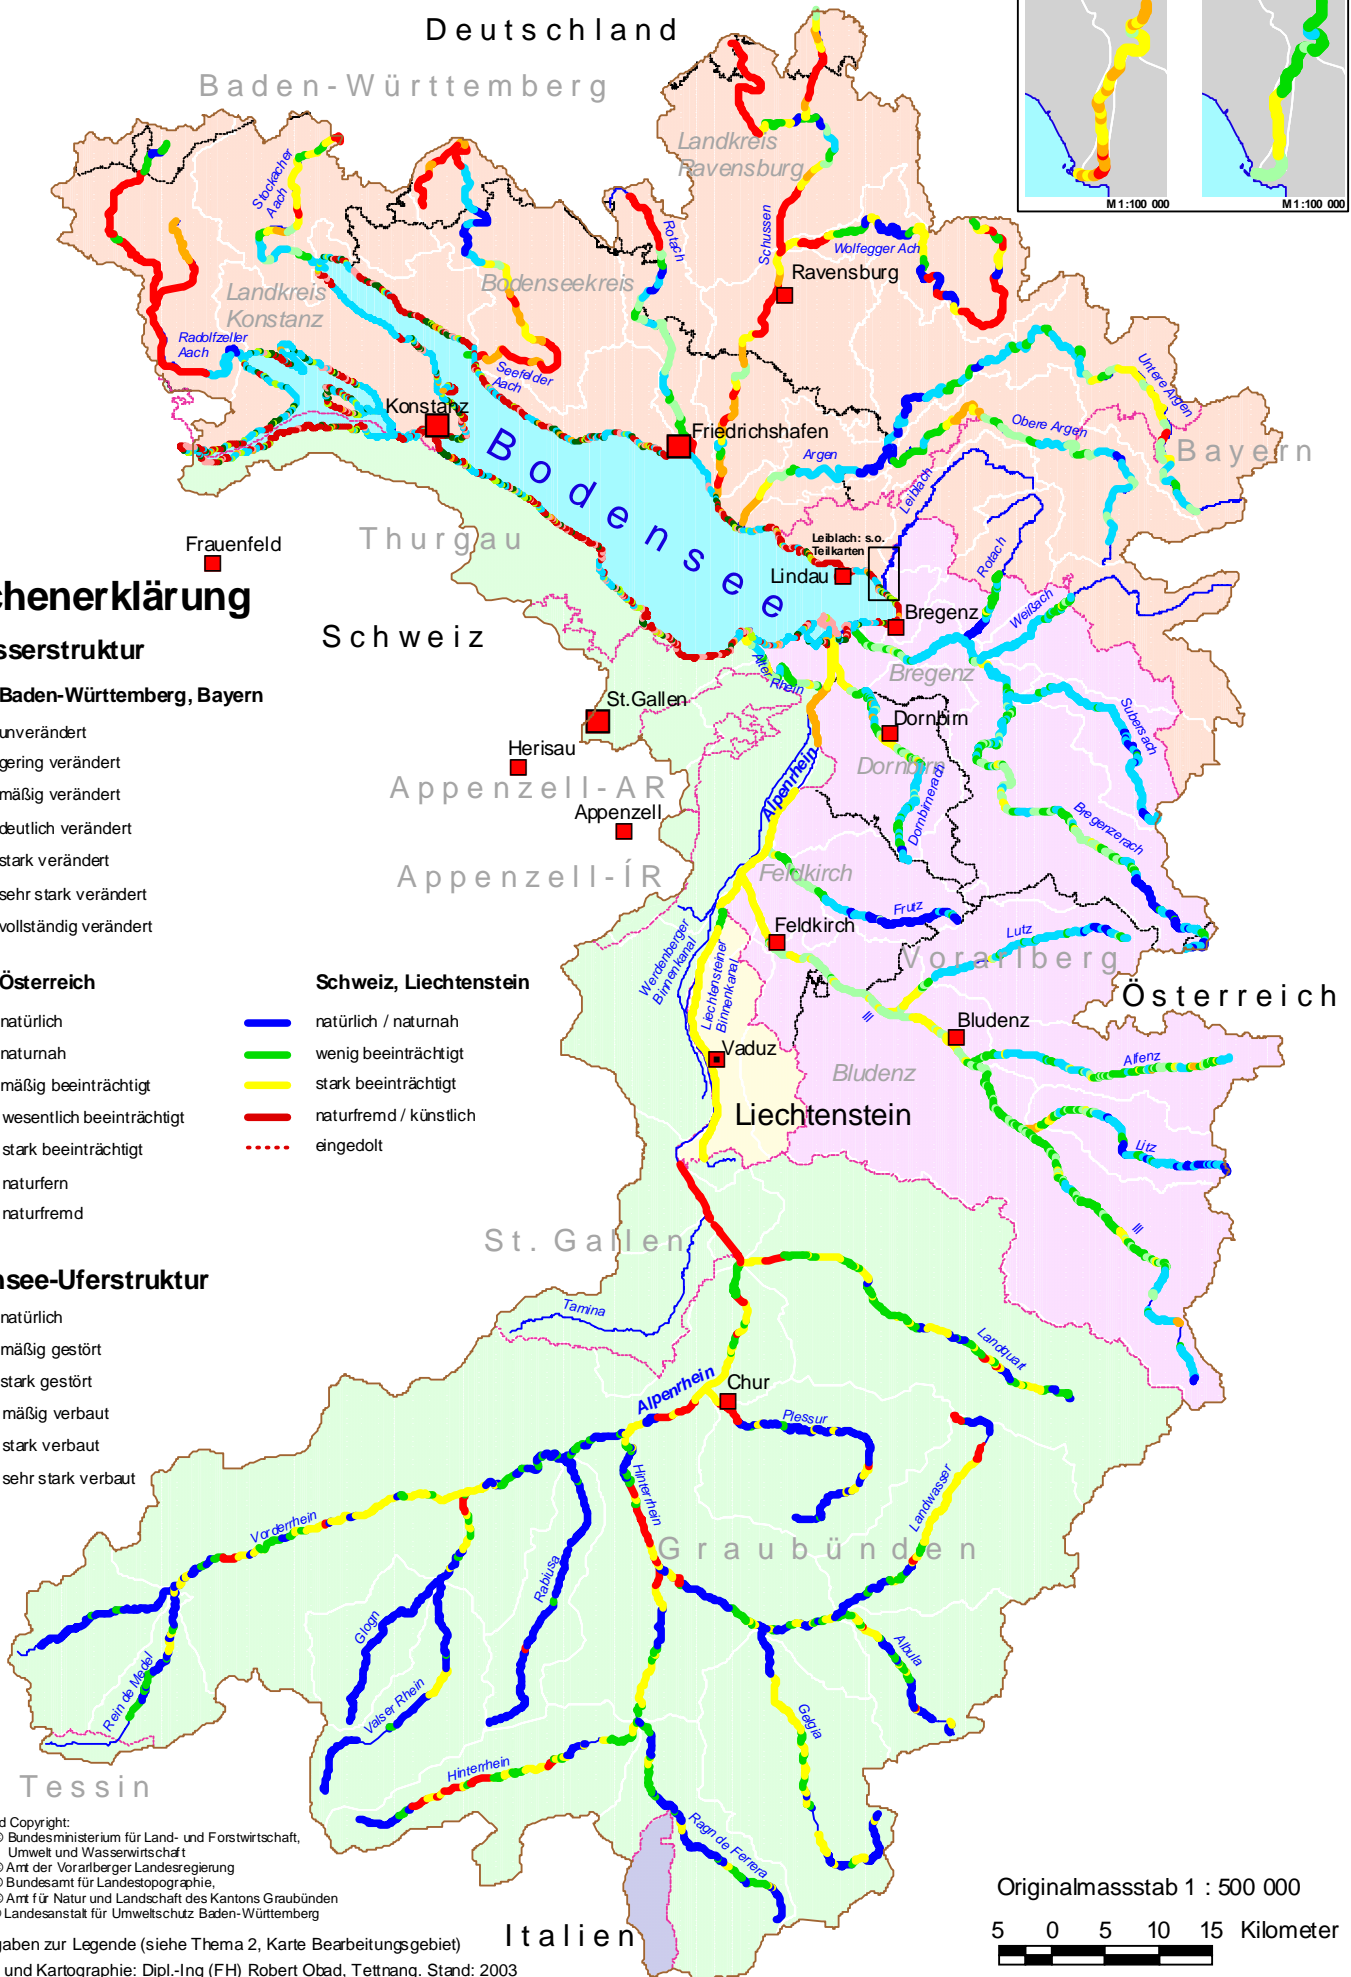 Deutschland
Baden-Württemberg
M 1:100 000
M 1:100 000
Landkreis
Ravensburg
Stockacher
Aach
Rotach
Schussen
Wolfegger Ach
Ravensburg
Bodenseekreis
Landkreis
Konstanz
Radolfzeller
Aach
Seefelder
Aach
Untere Argen
Konstanz
Friedrichshafen
Obere Argen
Argen
Bayern
Bodensee
Leiblach
Thurgau
Frauenfeld
Leiblach: s.o.
Teilkarten
Rotach
Lindau
Bregenz
Weißach
chenerklärung
Schweiz
sserstruktur
Alter Rhein
Bregenz
Baden-Württemberg, Bayern
St.Gallen
Subersach
unverändert
Dornbirn
Herisau
gering verändert
Dornbirn
Alpenrhein
Appenzell-AR
mäßig verändert
Appenzell
Dornbirnerach
Bregenzerach
deutlich verändert
stark verändert
Appenzell-ÍR
Feldkirch
sehr stark verändert
Frutz
vollständig verändert
Feldkirch
Lutz
Vorarlberg
Werdenberger
Binnenkanal
Liechtensteiner
Binnenkanal
Österreich
Schweiz, Liechtenstein
Österreich
natürlich
natürlich / naturnah
Ill
Bludenz
naturnah
wenig beeinträchtigt
Vaduz
Alfenz
mäßig beeinträchtigt
stark beeinträchtigt
Bludenz
wesentlich beeinträchtigt
naturfremd / künstlich
Liechtenstein
stark beeinträchtigt
eingedolt
Litz
naturfern
naturfremd
Ill
St. Gallen
nsee-Uferstruktur
natürlich
Tamina
mäßig gestört
Landquart
stark gestört
Chur
Alpenrhein
mäßig verbaut
Plessur
stark verbaut
sehr stark verbaut
Hinterrhein
Landwasser
Vorderrhein
Graubünden
Rabiusa
Glogn
Albula
Rein de Medel
Valser Rhein
Gelgia
Hinterrhein
Tessin
Ragn de Ferrera
d Copyright:
© Bundesministerium für Land- und Forstwirtschaft,
Umwelt und Wasserwirtschaft
© Amt der Vorarlberger Landesregierung
© Bundesamt für Landestopographie,
© Amt für Natur und Landschaft des Kantons Graubünden
© Landesanstalt für Umweltschutz Baden-Württemberg
Originalmassstab 1 : 500 000
5 0 5 10 15 Kilometer
Italien
gaben zur Legende (siehe Thema 2, Karte Bearbeitungsgebiet)
und Kartographie: Dipl.-Ing (FH) Robert Obad, Tettnang. Stand: 2003